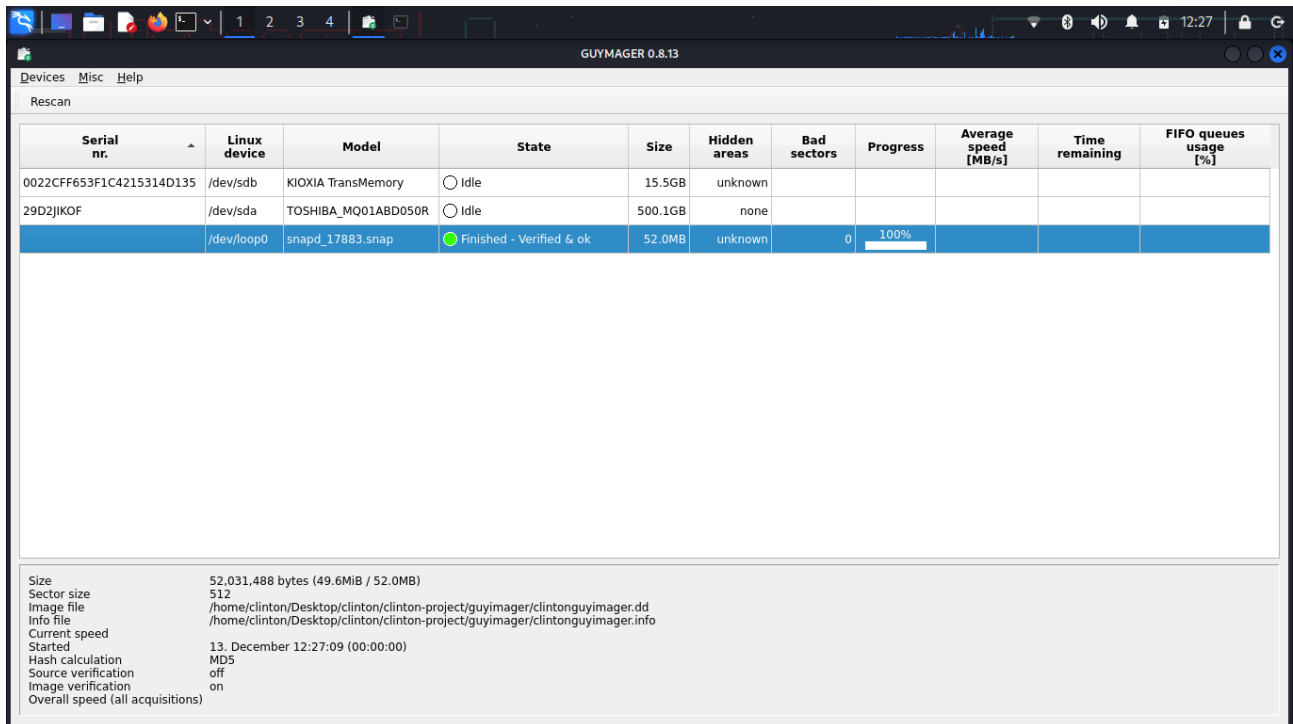 1 2 3 4 12:27
GUYMAGER 0.8.13
Devices Misc Help
Rescan
Serial nr. Linux device Model State Size Hidden areas Bad sectors Progress Average speed [MB/s] Time remaining FIFO queues usage [%]
0022CFF653F1C4215314D135 /dev/sdb KIOXIA TransMemory Idle 15.5GB unknown
29D2JIKOF /dev/sda TOSHIBA_MQ01ABD050R Idle 500.1GB none
/dev/loop0 snapd_17883.snap Finished - Verified & ok 52.0MB unknown 0 100%
Size 52,031,488 bytes (49.6MiB / 52.0MB)
Sector size 512
Image file /home/clinton/Desktop/clinton/clinton-project/guyimager/clintonguyimager.dd
Info file /home/clinton/Desktop/clinton/clinton-project/guyimager/clintonguyimager.info
Current speed
Started 13. December 12:27:09 (00:00:00)
Hash calculation MD5
Source verification off
Image verification on
Overall speed (all acquisitions)